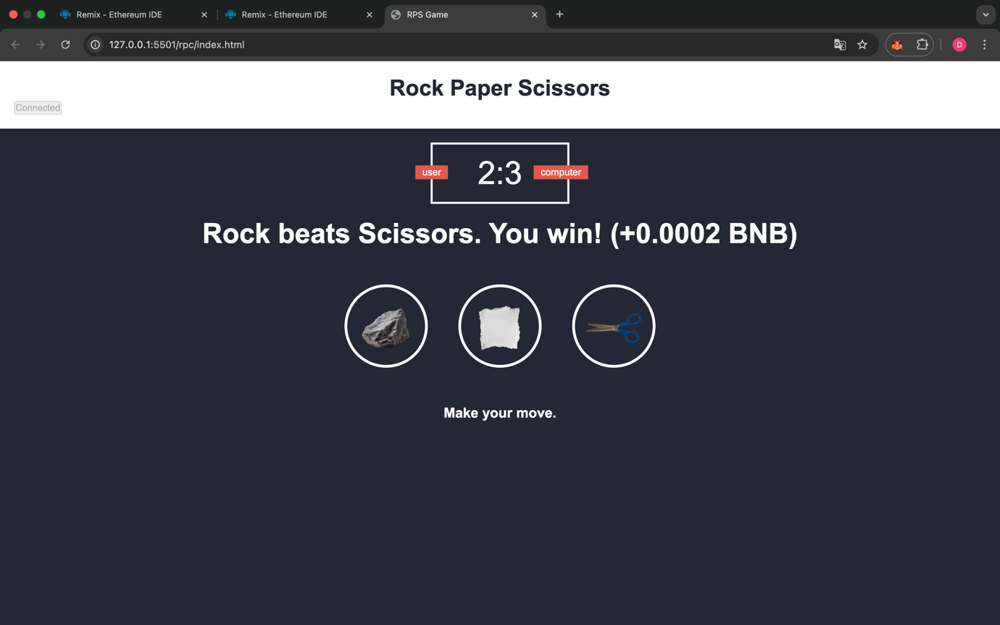 Remix - Ethereum IDE
Remix - Ethereum IDE
RPS Game
127.0.0.1:5501/rpc/index.html
D
Rock Paper Scissors
Connected
user
2:3
computer
Rock beats Scissors. You win! (+0.0002 BNB)
Make your move.